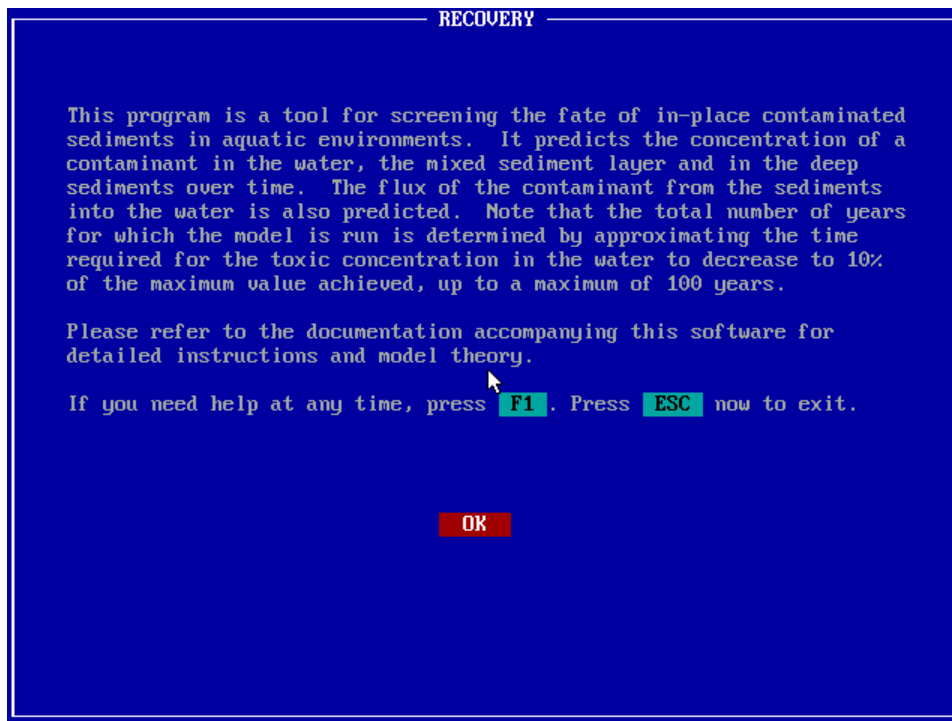 RECOVERY
This program is a tool for screening the fate of in-place contaminated
sediments in aquatic environments.  It predicts the concentration of a
contaminant in the water, the mixed sediment layer and in the deep
sediments over time.  The flux of the contaminant from the sediments
into the water is also predicted.  Note that the total number of years
for which the model is run is determined by approximating the time
required for the toxic concentration in the water to decrease to 10%
of the maximum value achieved, up to a maximum of 100 years.
Please refer to the documentation accompanying this software for
detailed instructions and model theory.
If you need help at any time, press F1 . Press ESC now to exit.
OK